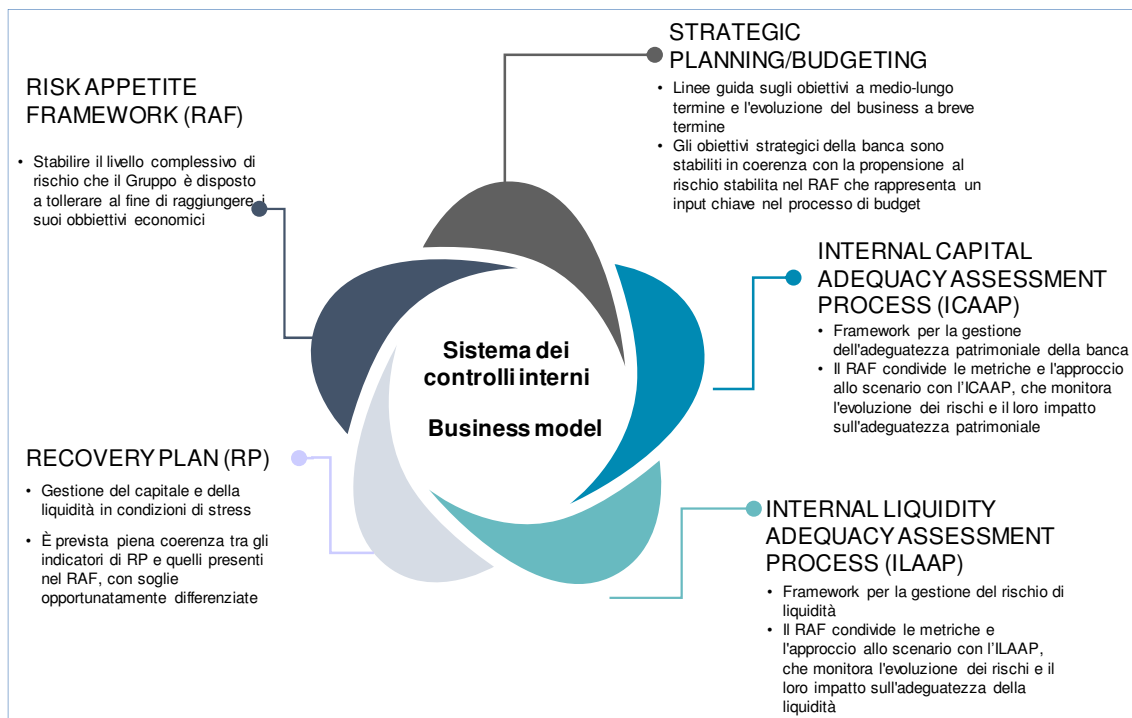 STRATEGIC
PLANNING/BUDGETING
• Linee guida sugli obiettivi a medio-lungo
termine e l'evoluzione del business a breve
termine
• Gli obiettivi strategici della banca sono
stabiliti in coerenza con la propensione al
rischio stabilita nel RAF che rappresenta un
input chiave nel processo di budget
RISK APPETITE
FRAMEWORK (RAF)
• Stabilire il livello complessivo di
rischio che il Gruppo è disposto
a tollerare al fine di raggiungere i
suoi obbiettivi economici
INTERNAL CAPITAL
ADEQUACY ASSESSMENT
PROCESS (ICAAP)
• Framework per la gestione
dell'adeguatezza patrimoniale della banca
• Il RAF condivide le metriche e l'approccio
allo scenario con l'ICAAP, che monitora
l'evoluzione dei rischi e il loro impatto
sull'adeguatezza patrimoniale
Sistema dei
controlli interni
Business model
RECOVERY PLAN (RP)
• Gestione del capitale e della
liquidità in condizioni di stress
• È prevista piena coerenza tra gli
indicatori di RP e quelli presenti
nel RAF, con soglie
opportunatamente differenziate
INTERNAL LIQUIDITY
ADEQUACY ASSESSMENT
PROCESS (ILAAP)
• Framework per la gestione del rischio di
liquidità
• Il RAF condivide le metriche e
l'approccio allo scenario con l'ILAAP,
che monitora l'evoluzione dei rischi e il
loro impatto sull'adeguatezza della
liquidità